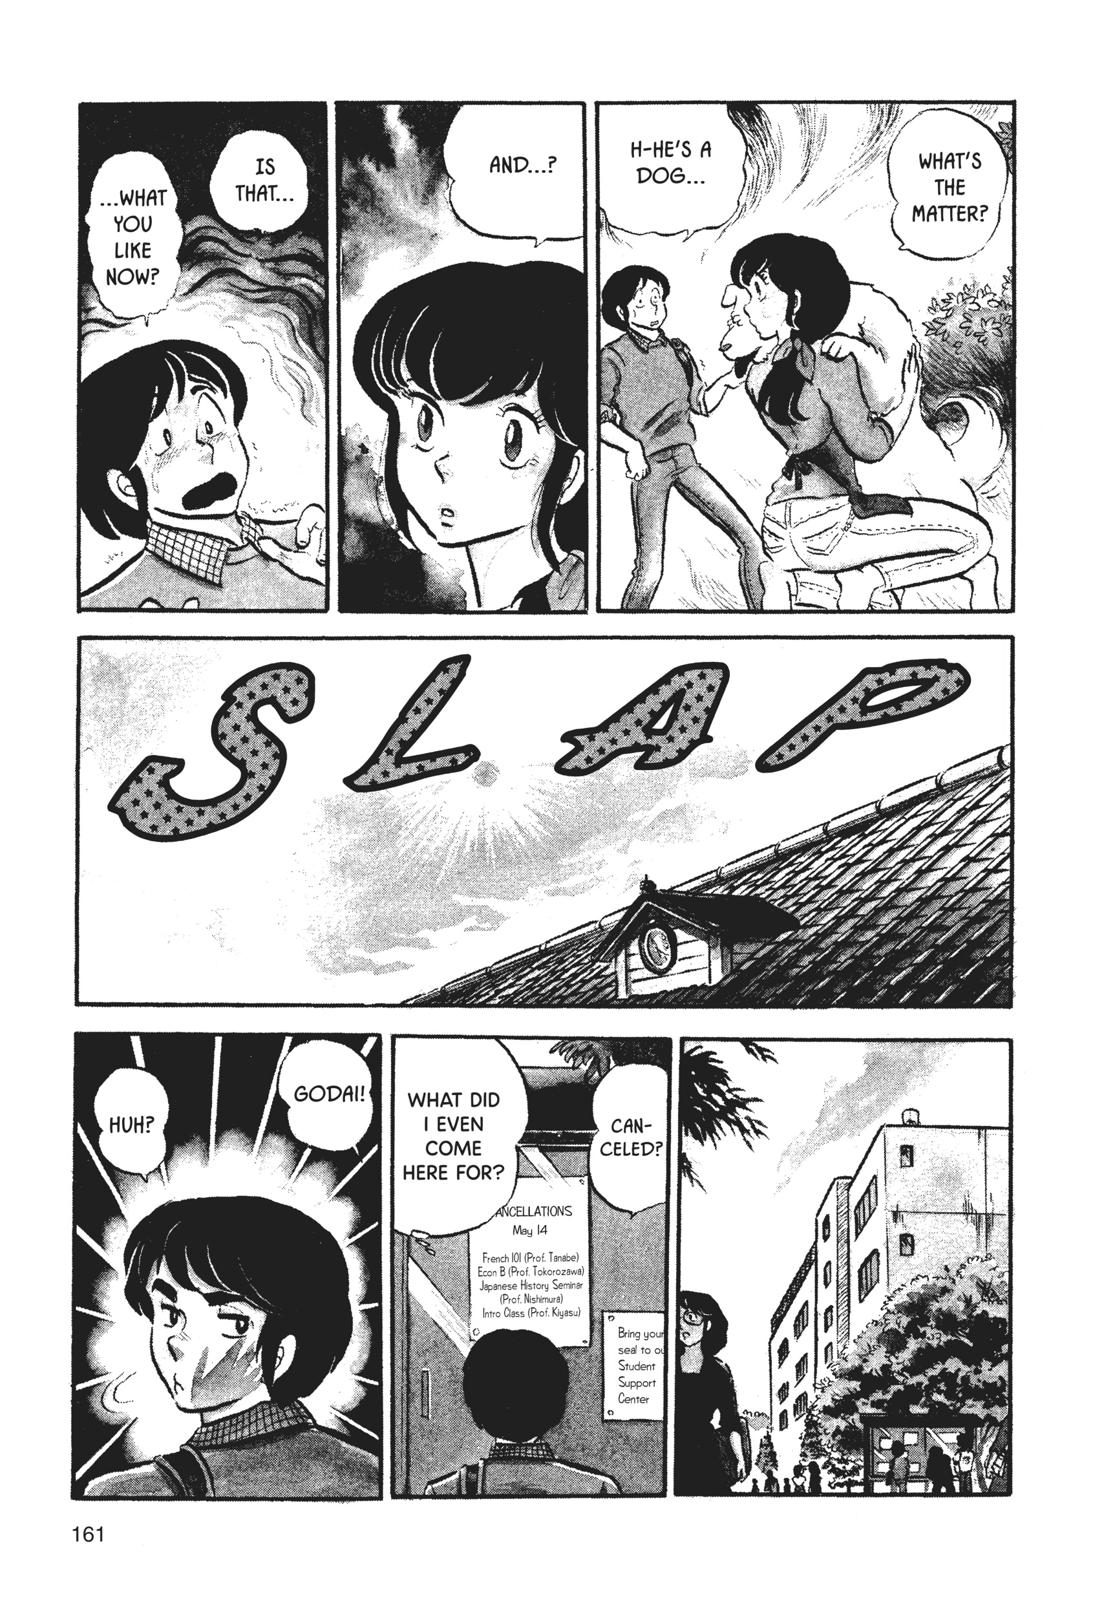 WHAT'S
THE
MATTER?
H-HE'S A
DOG...
AND...?
IS
THAT...
...WHAT
YOU
LIKE
NOW?
SLAP
CAN-
CELED?
WHAT DID
I EVEN
COME
HERE FOR?
ANCELLATIONS
May 14
French 101 (Prof. Tanabe)
Econ B (Prof. Tokorozawa)
Japanese History Seminar
(Prof. Nishimura)
Intro Class (Prof. Kiyasu)
Bring your
seal to ou
Student
Support
Center
GODAI!
HUH?
161